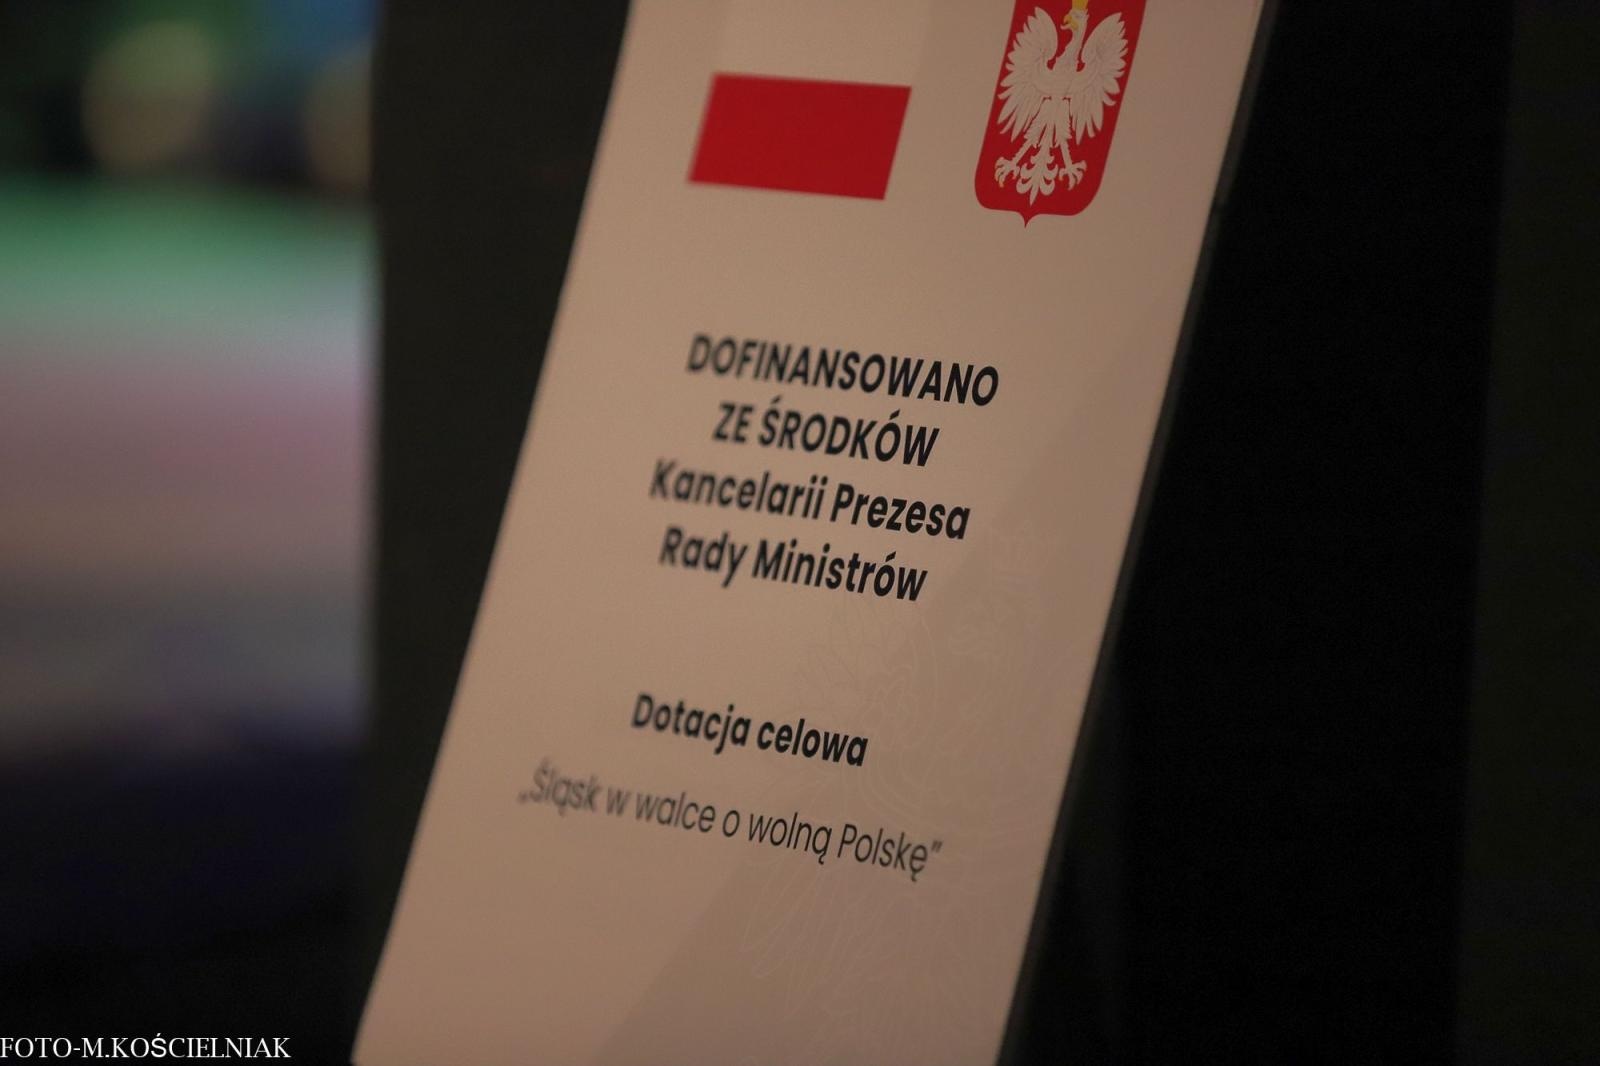 DOFINANSOWANO
ZE ŚRODKÓW
Kancelarii Prezesa
Rady Ministrów
Dotacja celowa
„Śląsk w walce o wolną Polskę”
FOTO-M.KOŚCIELNIAK